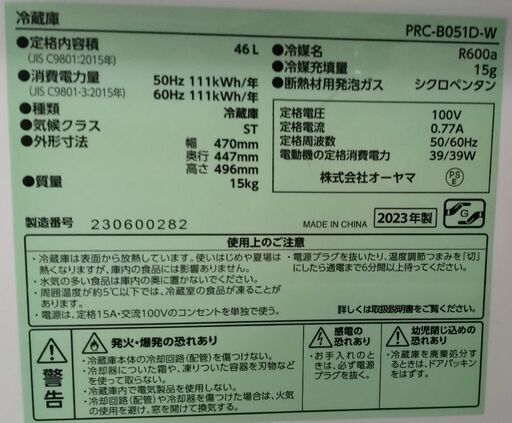 冷蔵庫 PRC-B051D-W
●定格内容積 46L
(JIS C9801:2015年)
●消費電力量 50Hz 111kWh/年
(JIS C9801-3:2015年) 60Hz 111kWh/年
●種類 冷蔵庫
●気候クラス ST
●外形寸法 幅 470mm
奥行 447mm
高さ 496mm
●質量 15kg
●冷媒名 R600a
●冷媒充填量 15g
●断熱材用発泡ガス シクロペンタン
定格電圧 100V
定格電流 0.77A
定格周波数 50/60Hz
電動機の定格消費電力 39/39W
株式会社オーヤマ
PS
E
製造番号 230600282
MADE IN CHINA
2023年製
G
使用上のご注意
・冷蔵庫は表面から放熱しています。使いはじめや夏場は
熱くなりますが、庫内の食品には影響ありません。
・水気の多い食品は庫内の奥に置かないでください。
・周囲温度が約5℃以下では、冷蔵室の食品が凍ることが
あります。
・電源は、定格15A・交流100Vのコンセントを単独で使う。
・電源プラグを抜いたり、温度調節つまみを「切」
にしたら通電まで6分間以上待ってください。
詳しくは取扱説明書をご覧ください。
警告
発火・爆発の恐れあり
・冷蔵庫本体の冷却回路(配管)を傷つけない。
・冷却器についた霜や、凍りついた容器を刃物など
を使って取らない。
・冷蔵庫内で電気製品を使用しない。
・冷却回路(配管)を傷つけてしまった場合は、火気
の使用を避け、窓を開けて換気する。
感電の
恐れあり
・お手入れのと
きは、必ず電源
プラグを抜く。
幼児閉じ込めの
恐れあり
・冷蔵庫を廃棄処分
するときは、ドアパッキン
をはずす。